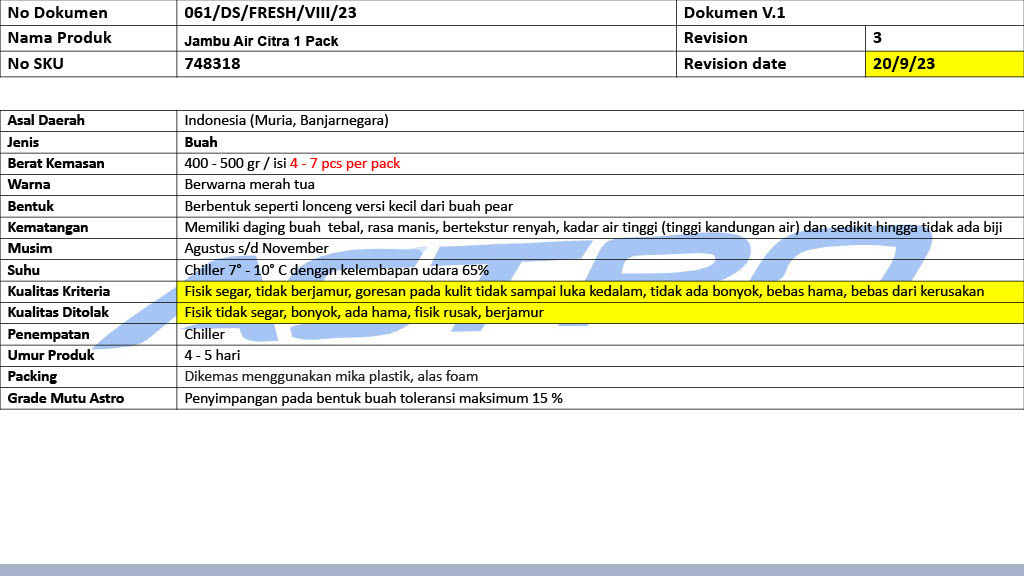 No Dokumen 061/DS/FRESH/VIII/23 Dokumen V.1
Nama Produk Jambu Air Citra 1 Pack Revision 3
No SKU 748318 Revision date 20/9/23
Asal Daerah Indonesia (Muria, Banjarnegara)
Jenis Buah
Berat Kemasan 400 - 500 gr / isi 4 - 7 pcs per pack
Warna Berwarna merah tua
Bentuk Berbentuk seperti lonceng versi kecil dari buah pear
Kematangan Memiliki daging buah  tebal, rasa manis, bertekstur renyah, kadar air tinggi (tinggi kandungan air) dan sedikit hingga tidak ada biji
Musim Agustus s/d November
Suhu Chiller 7° - 10° C dengan kelembapan udara 65%
Kualitas Kriteria Fisik segar, tidak berjamur, goresan pada kulit tidak sampai luka kedalam, tidak ada bonyok, bebas hama, bebas dari kerusakan
Kualitas Ditolak Fisik tidak segar, bonyok, ada hama, fisik rusak, berjamur
Penempatan Chiller
Umur Produk 4 - 5 hari
Packing Dikemas menggunakan mika plastik, alas foam
Grade Mutu Astro Penyimpangan pada bentuk buah toleransi maksimum 15 %
ASTRO